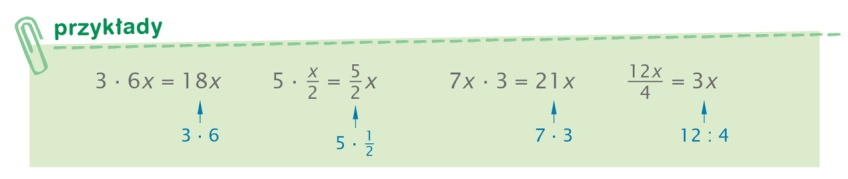 przykłady
3 · 6x = 18x 5 · x/2 = 5/2 x 7x · 3 = 21x 12x/4 = 3x
3 · 6 5 · 1/2 7 · 3 12 : 4